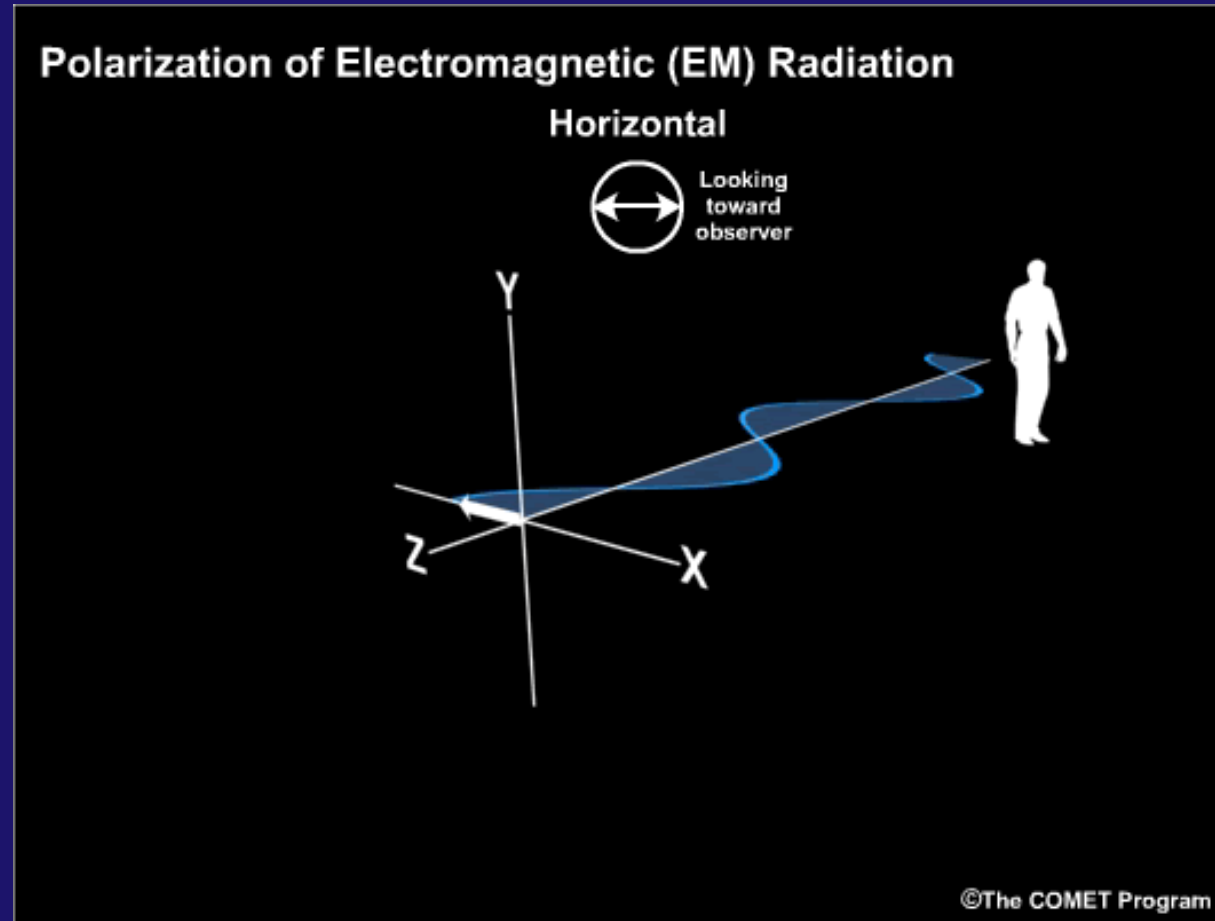 Polarization of Electromagnetic (EM) Radiation
Horizontal
Looking
toward
observer
Y
Z
X
©The COMET Program